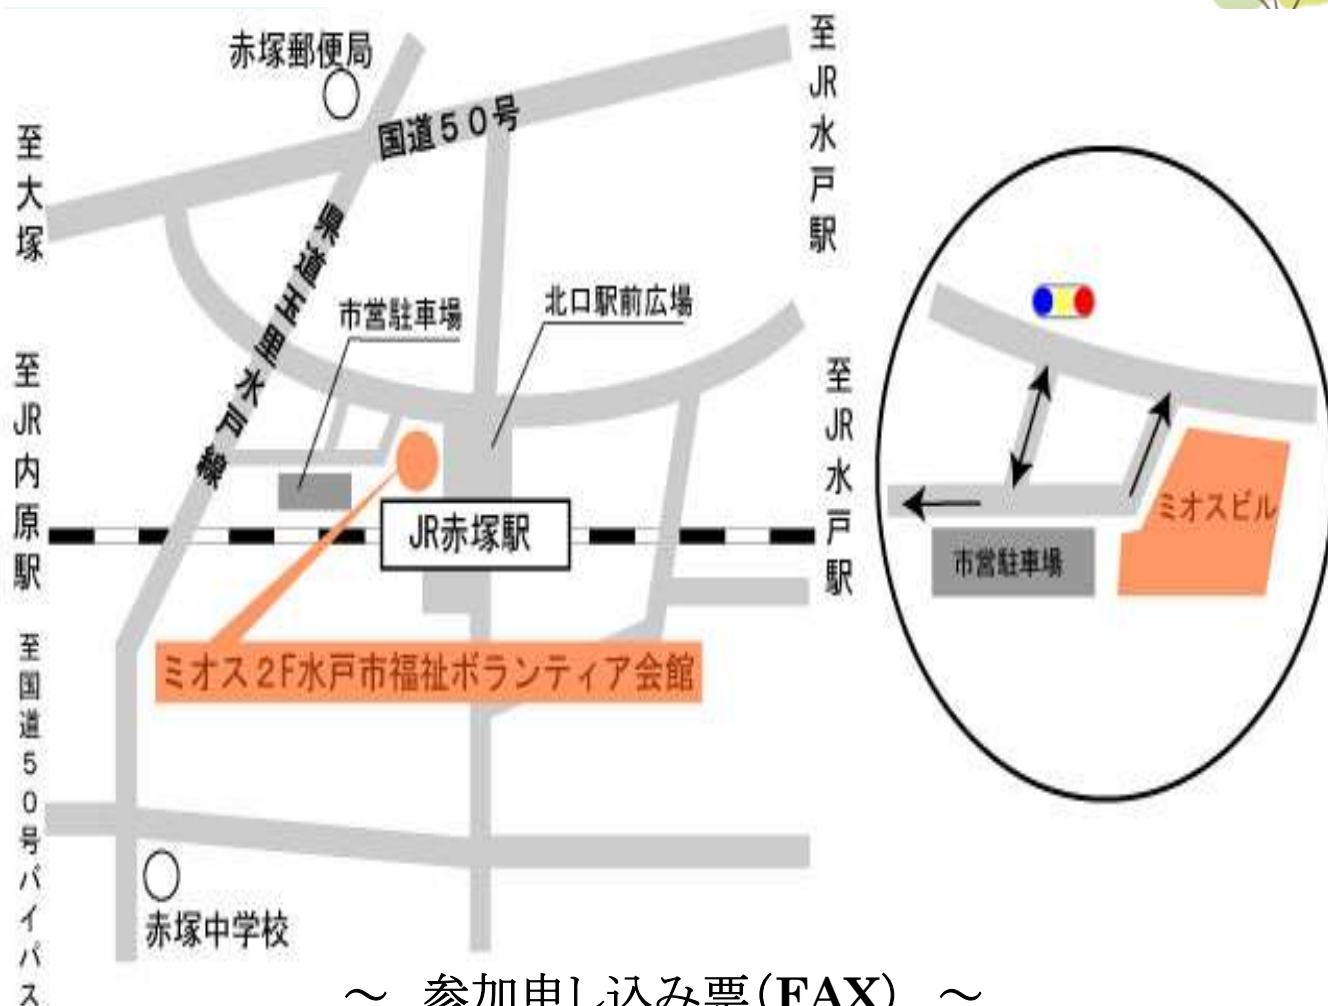 赤塚郵便局
国道50号
至JR水戸駅
至大塚
県道玉里水戸線
市営駐車場
北口駅前広場
至JR内原駅
至JR水戸駅
JR赤塚駅
ミオス2F水戸市福祉ボランティア会館
至国道50号バイパス
赤塚中学校
ミオスビル
市営駐車場
~ 参加申し込み票(FAX) ~